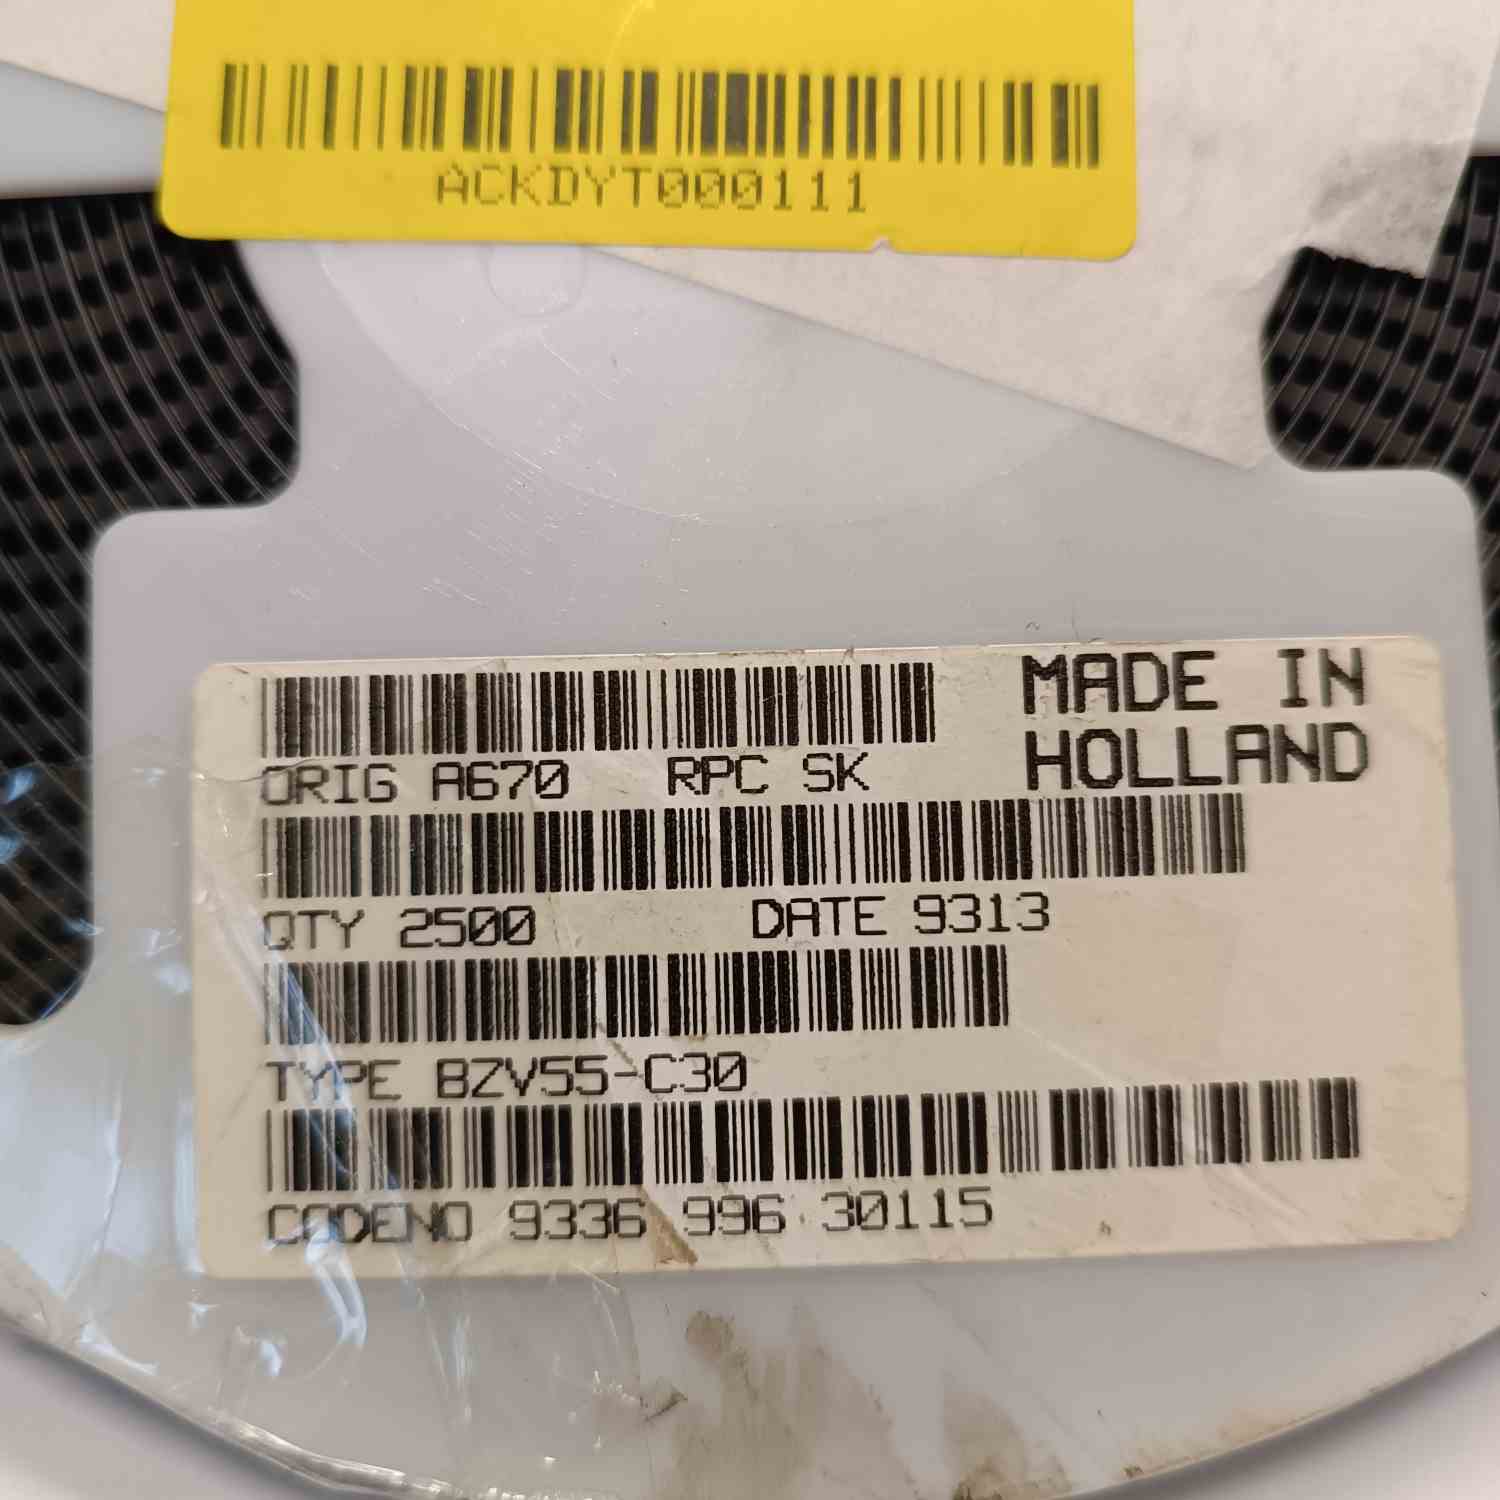 ACKDYT000111
MADE IN
HOLLAND
ORIG A670 RPC SK
QTY 2500 DATE 9313
TYPE BZV55-C30
CODENO 9336 996 30115